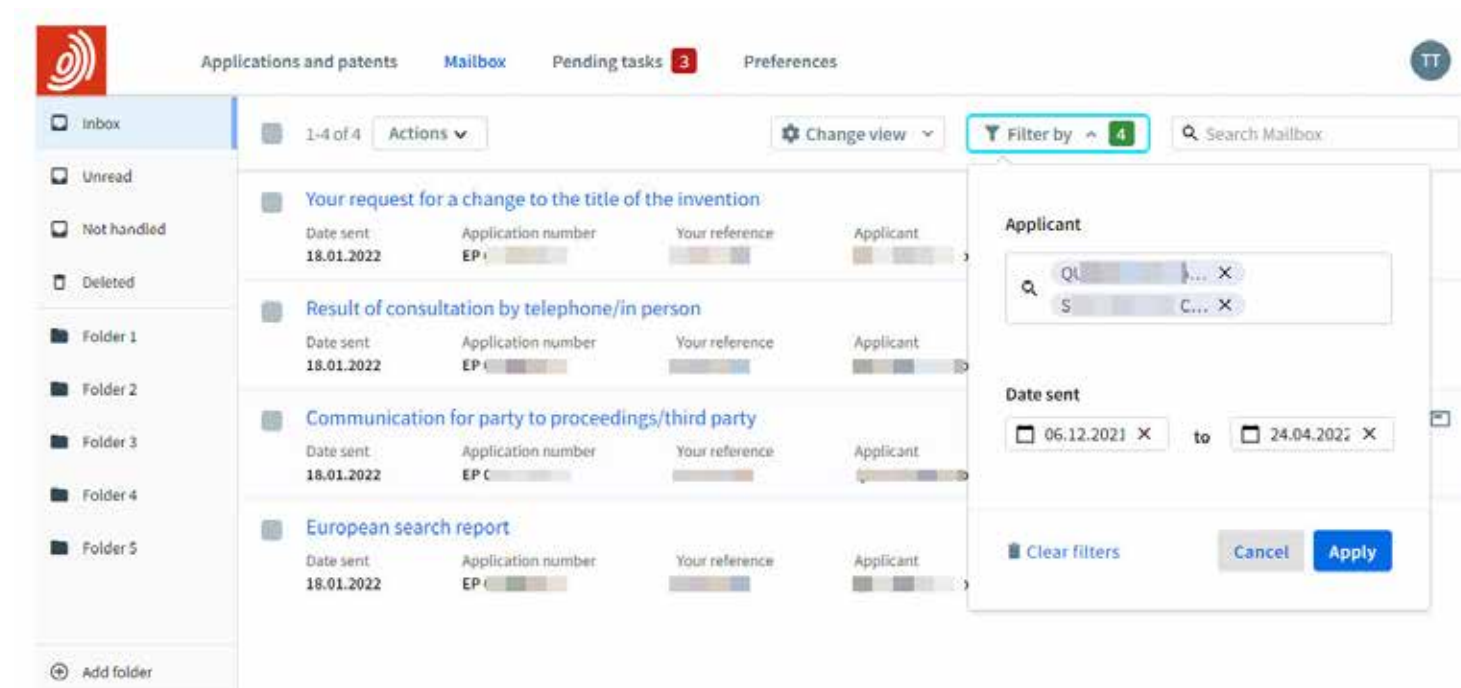 Applications and patents Mailbox Pending tasks 3 Preferences TT
Inbox
Unread
Not handled
Deleted
Folder 1
Folder 2
Folder 3
Folder 4
Folder 5
Add folder
1-4 of 4 Actions Change view Filter by 4 Search Mailbox
Your request for a change to the title of the invention
Date sent Application number Your reference Applicant
18.01.2022 EP
Result of consultation by telephone/in person
Date sent Application number Your reference Applicant
18.01.2022 EP
Communication for party to proceedings/third party
Date sent Application number Your reference Applicant
18.01.2022 EP
European search report
Date sent Application number Your reference Applicant
18.01.2022 EP
Applicant
QU ...
S C...
Date sent
06.12.2021 to 24.04.2022
Clear filters Cancel Apply